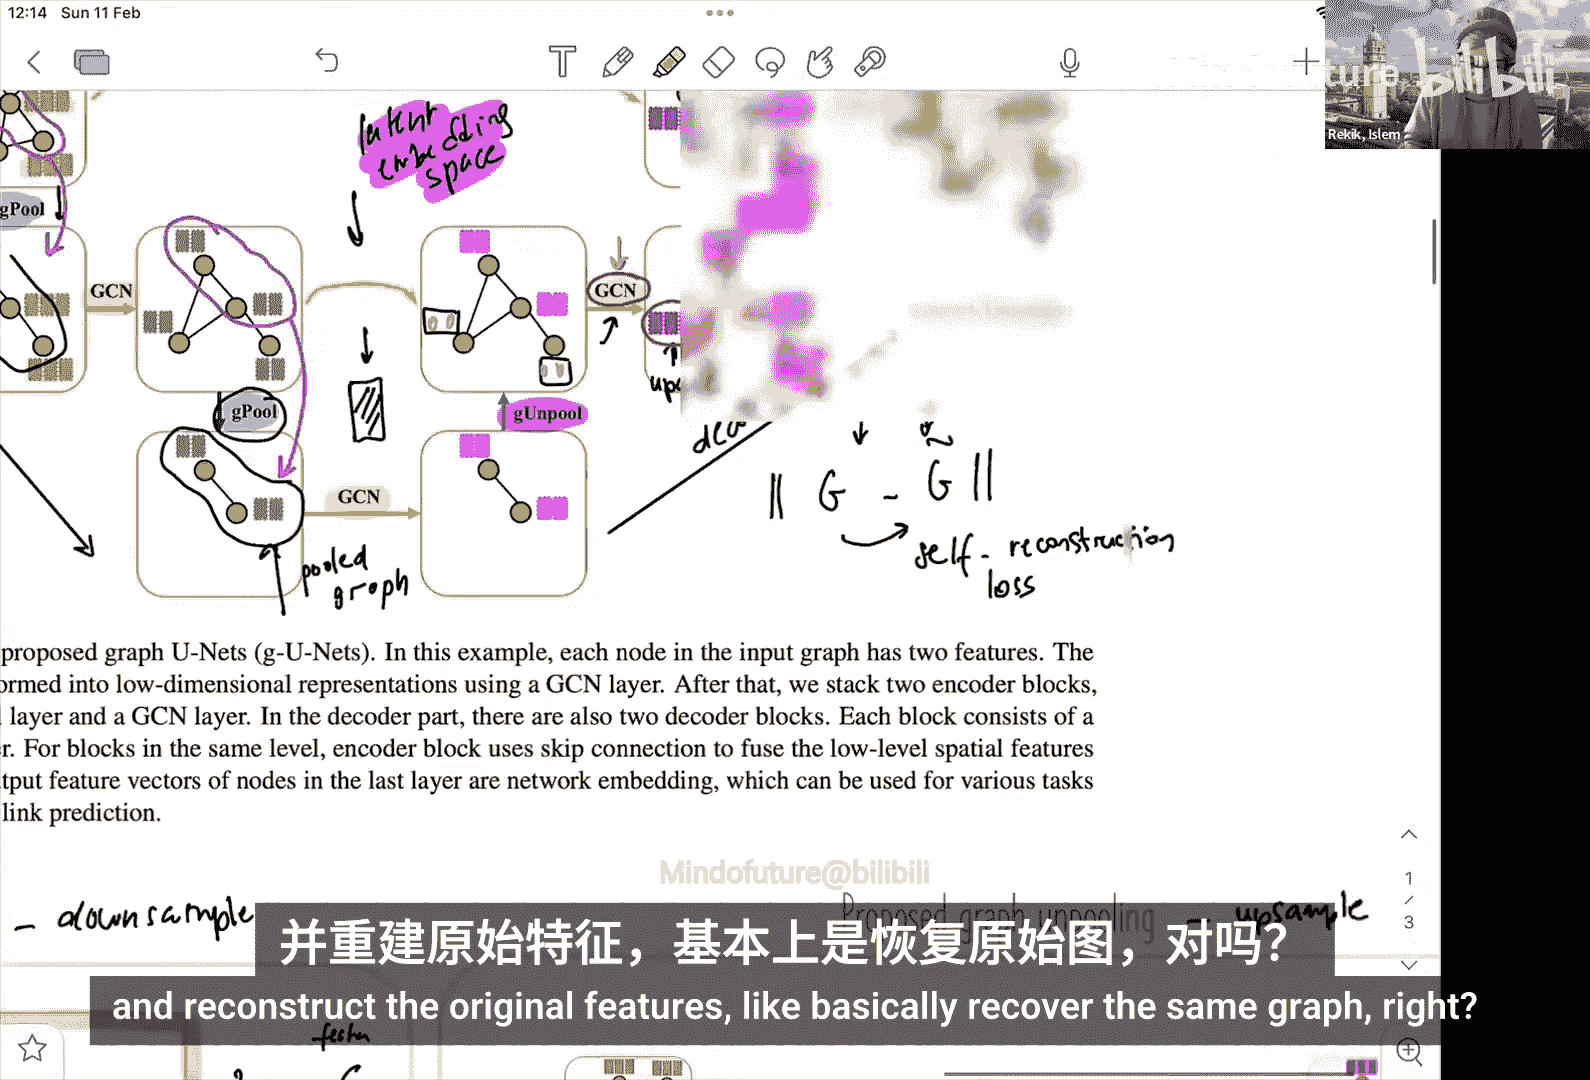 12:14 Sun 11 Feb
ture
bilibili
Rekik, Islem
latent
embedding
space
gPool
GCN
GCN
gPool
gUnpool
GCN
pooled
graph
|| G - G̃ ||
self-reconstruction
loss
proposed graph U-Nets (g-U-Nets). In this example, each node in the input graph has two features. The
ormed into low-dimensional representations using a GCN layer. After that, we stack two encoder blocks,
layer and a GCN layer. In the decoder part, there are also two decoder blocks. Each block consists of a
r. For blocks in the same level, encoder block uses skip connection to fuse the low-level spatial features
tput feature vectors of nodes in the last layer are network embedding, which can be used for various tasks
link prediction.
Mindofuture@bilibili
1
/
3
- downsample
Proposed graph unpooling - upsample
并重建原始特征，基本上是恢复原始图，对吗？
and reconstruct the original features, like basically recover the same graph, right?